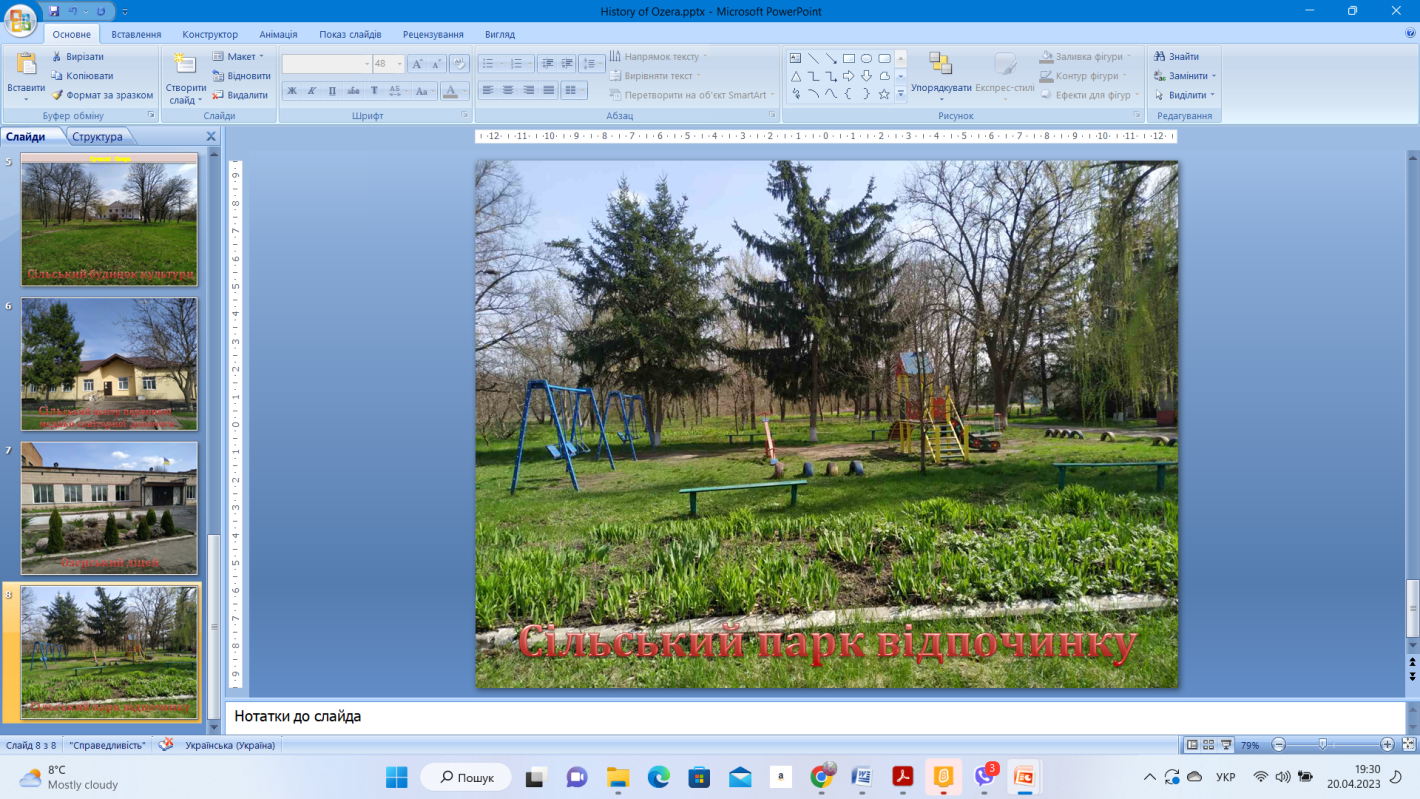 History of Ozera.pptx - Microsoft PowerPoint
Основне Вставлення Конструктор Анімація Показ слайдів Рецензування Вигляд
Вставити
Вирізати
Копіювати
Формат за зразком
Буфер обміну
Створити слайд
Макет
Відновити
Видалити
Слайди
48
Шрифт
Напрямок тексту
Вирівняти текст
Перетворити на об'єкт SmartArt
Абзац
Упорядкувати
Експрес-стилі
Заливка фігури
Контур фігури
Ефекти для фігур
Рисунок
Знайти
Замінити
Виділити
Редагування
Слайди Структура
5
Сільський будинок культури
6
7
8
Сільський парк відпочинку
Сільський парк відпочинку
Нотатки до слайда
Слайд 8 з 8 "Справедливість" Українська (Україна) 79%
8°C
Mostly cloudy
Пошук
a
3
УКР
19:30
20.04.2023